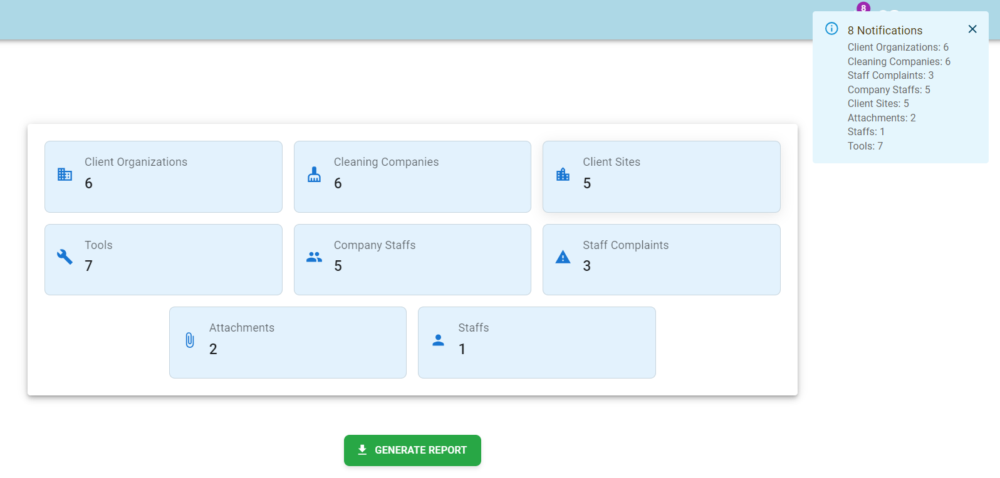 8
8 Notifications
Client Organizations: 6
Cleaning Companies: 6
Staff Complaints: 3
Company Staffs: 5
Client Sites: 5
Attachments: 2
Staffs: 1
Tools: 7
Client Organizations
6
Cleaning Companies
6
Client Sites
5
Tools
7
Company Staffs
5
Staff Complaints
3
Attachments
2
Staffs
1
GENERATE REPORT